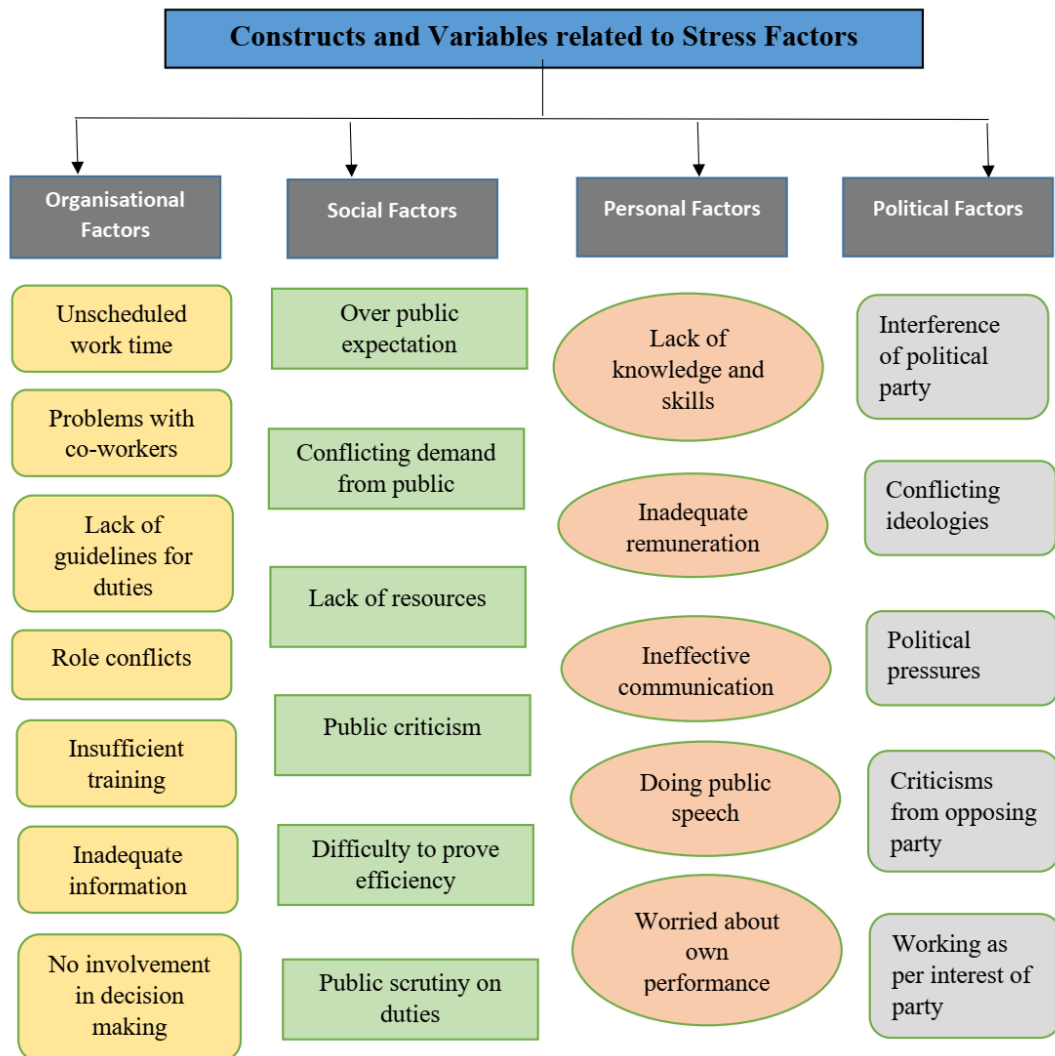 Constructs and Variables related to Stress Factors
Organisational
Factors
Social Factors
Personal Factors
Political Factors
Unscheduled
work time
Problems with
co-workers
Lack of
guidelines for
duties
Role conflicts
Insufficient
training
Inadequate
information
No involvement
in decision
making
Over public
expectation
Conflicting demand
from public
Lack of resources
Public criticism
Difficulty to prove
efficiency
Public scrutiny on
duties
Lack of
knowledge and
skills
Inadequate
remuneration
Ineffective
communication
Doing public
speech
Worried about
own
performance
Interference
of political
party
Conflicting
ideologies
Political
pressures
Criticisms
from opposing
party
Working as
per interest of
party